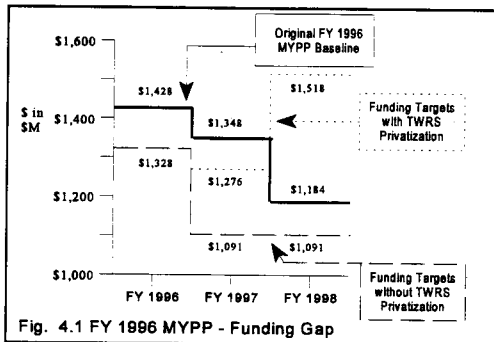 $1,600
Original FY 1996
MYPP Baseline
$1,428
$1,518
$ in
$M
$1,400
$1,348
Funding Targets
with TWRS
Privatization
$1,328
$1,276
$1,200
$1,184
$1,091
$1,091
$1,000
Funding Targets
without TWRS
Privatization
FY 1996
FY 1997
FY 1998
Fig. 4.1 FY 1996 MYPP - Funding Gap